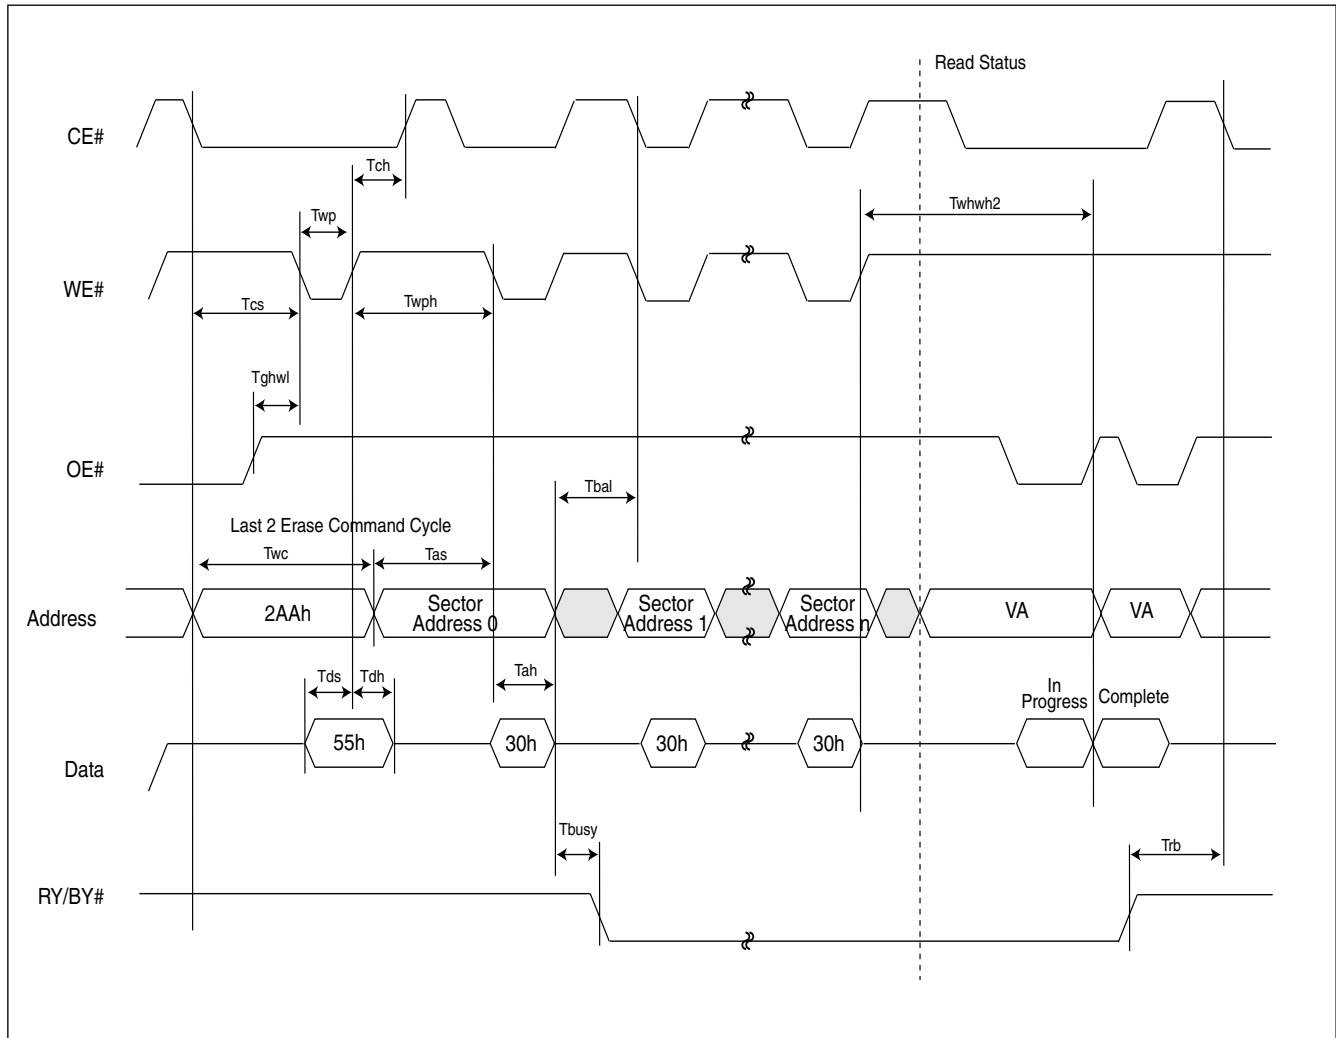 Read Status
CE#
Tch
Twhwh2
Twp
WE#
Tcs
Twph
Tghwl
OE#
Tbal
Last 2 Erase Command Cycle
Twc
Tas
Address
2AAh
Sector
Address 0
Sector
Address 1
Sector
Address n
VA
VA
Tds
Tdh
Tah
In
Progress
Complete
Data
55h
30h
30h
30h
Tbusy
Trb
RY/BY#